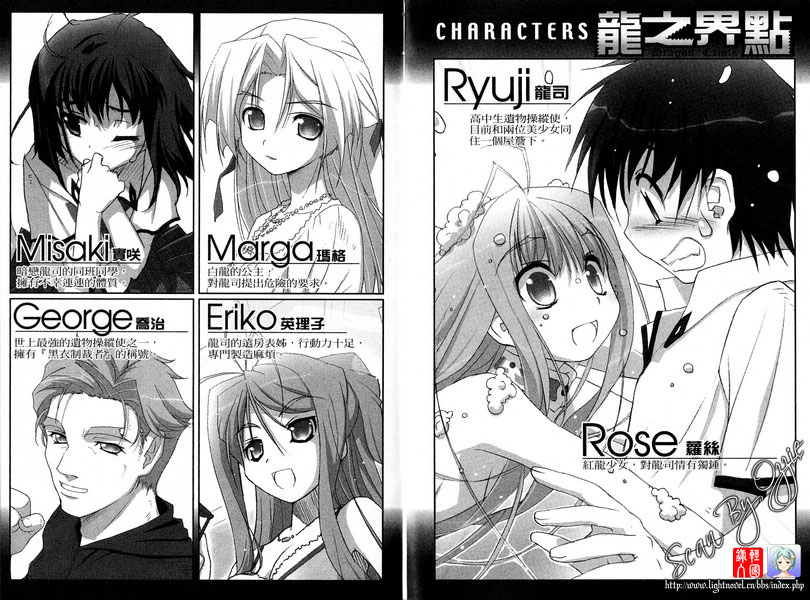 CHARACTERS
龍之界點
Ryuji 龍司
高中生遺物操縱使,
目前和兩位美少女同
住一個屋簷下。
Rose 蘿絲
紅龍少女,對龍司情有獨鍾。
Misaki 實咲
暗戀龍司的同班同學,
擁有不幸連連的體質。
Marga 瑪格
白龍的公主;
對龍司提出危險的要求。
George 喬治
世上最強的遺物操縱使之一,
擁有『黑衣制裁者』的稱號。
Eriko 英理子
龍司的遠房表姊,行動力十足,
專門製造麻煩。
Scan By
輕國
http://www.lightnovel.cn/bbs/index.php